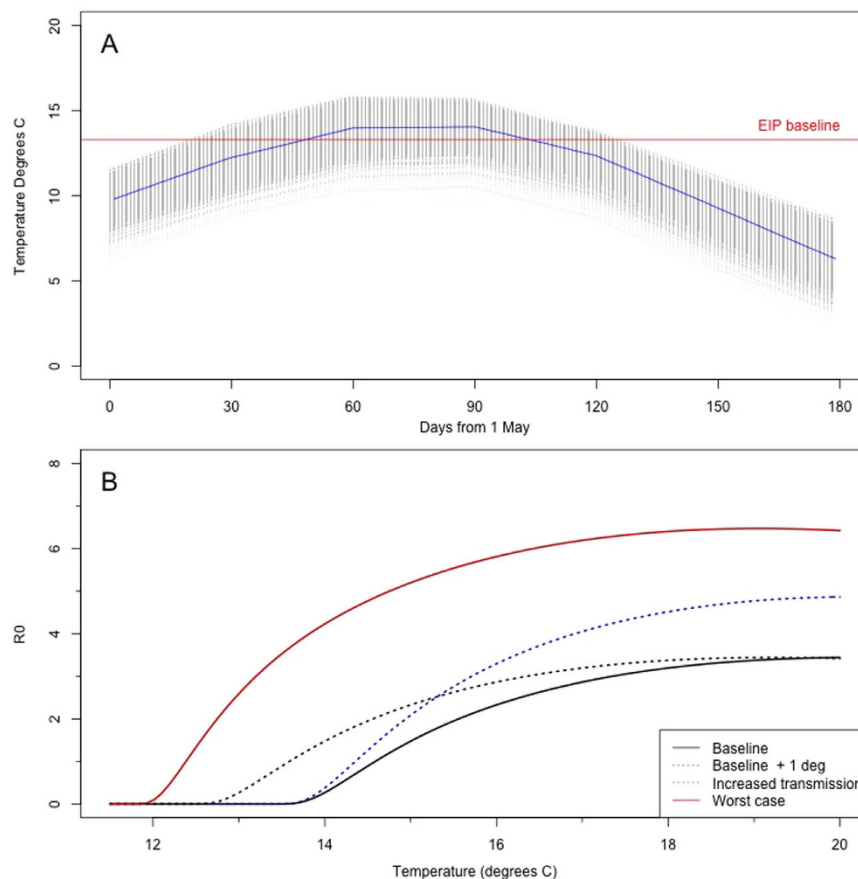 A
20
15
10
5
0
Temperature Degrees C
EIP baseline
0 30 60 90 120 150 180
Days from 1 May
B
8
6
4
2
0
R0
Baseline
Baseline + 1 deg
Increased transmission
Worst case
12 14 16 18 20
Temperature (degrees C)